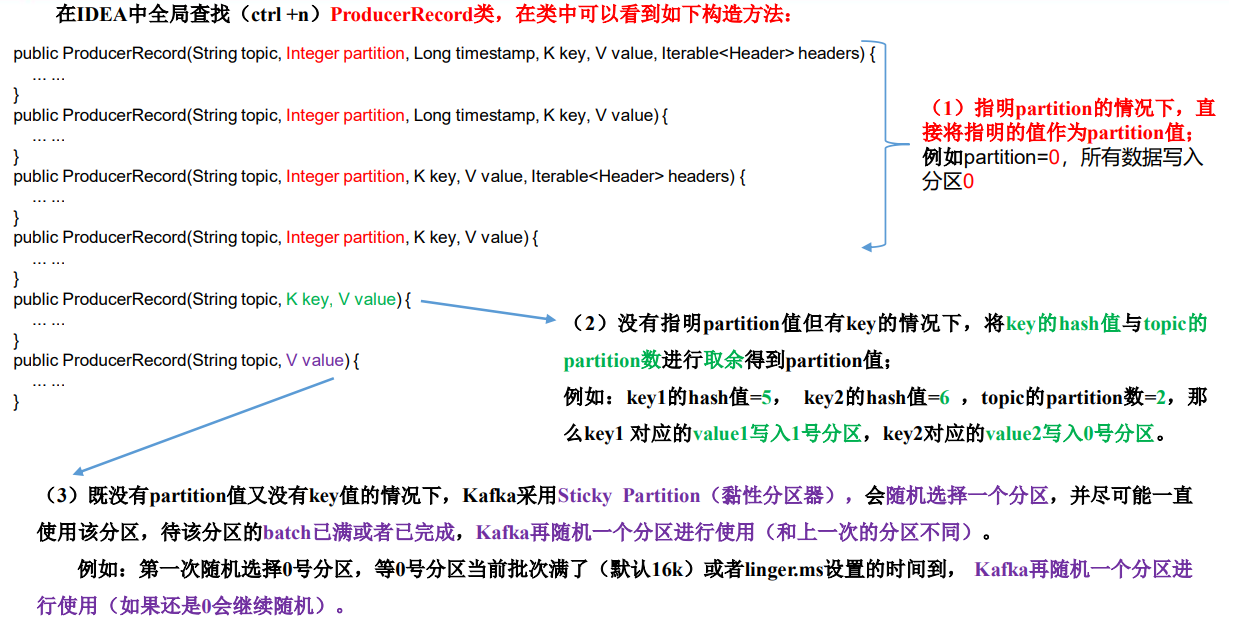 在IDEA中全局查找（ctrl +n）ProducerRecord类，在类中可以看到如下构造方法：
public ProducerRecord(String topic, Integer partition, Long timestamp, K key, V value, Iterable<Header> headers) {
... ...
}
public ProducerRecord(String topic, Integer partition, Long timestamp, K key, V value) {
... ...
}
public ProducerRecord(String topic, Integer partition, K key, V value, Iterable<Header> headers) {
... ...
}
public ProducerRecord(String topic, Integer partition, K key, V value) {
... ...
}
public ProducerRecord(String topic, K key, V value) {
... ...
}
public ProducerRecord(String topic, V value) {
... ...
}
（1）指明partition的情况下，直
接将指明的值作为partition值；
例如partition=0，所有数据写入
分区0
（2）没有指明partition值但有key的情况下，将key的hash值与topic的
partition数进行取余得到partition值；
例如：key1的hash值=5， key2的hash值=6 ，topic的partition数=2，那
么key1 对应的value1写入1号分区，key2对应的value2写入0号分区。
（3）既没有partition值又没有key值的情况下，Kafka采用Sticky Partition（黏性分区器），会随机选择一个分区，并尽可能一直
使用该分区，待该分区的batch已满或者已完成，Kafka再随机一个分区进行使用（和上一次的分区不同）。
例如：第一次随机选择0号分区，等0号分区当前批次满了（默认16k）或者linger.ms设置的时间到， Kafka再随机一个分区进
行使用（如果还是0会继续随机）。